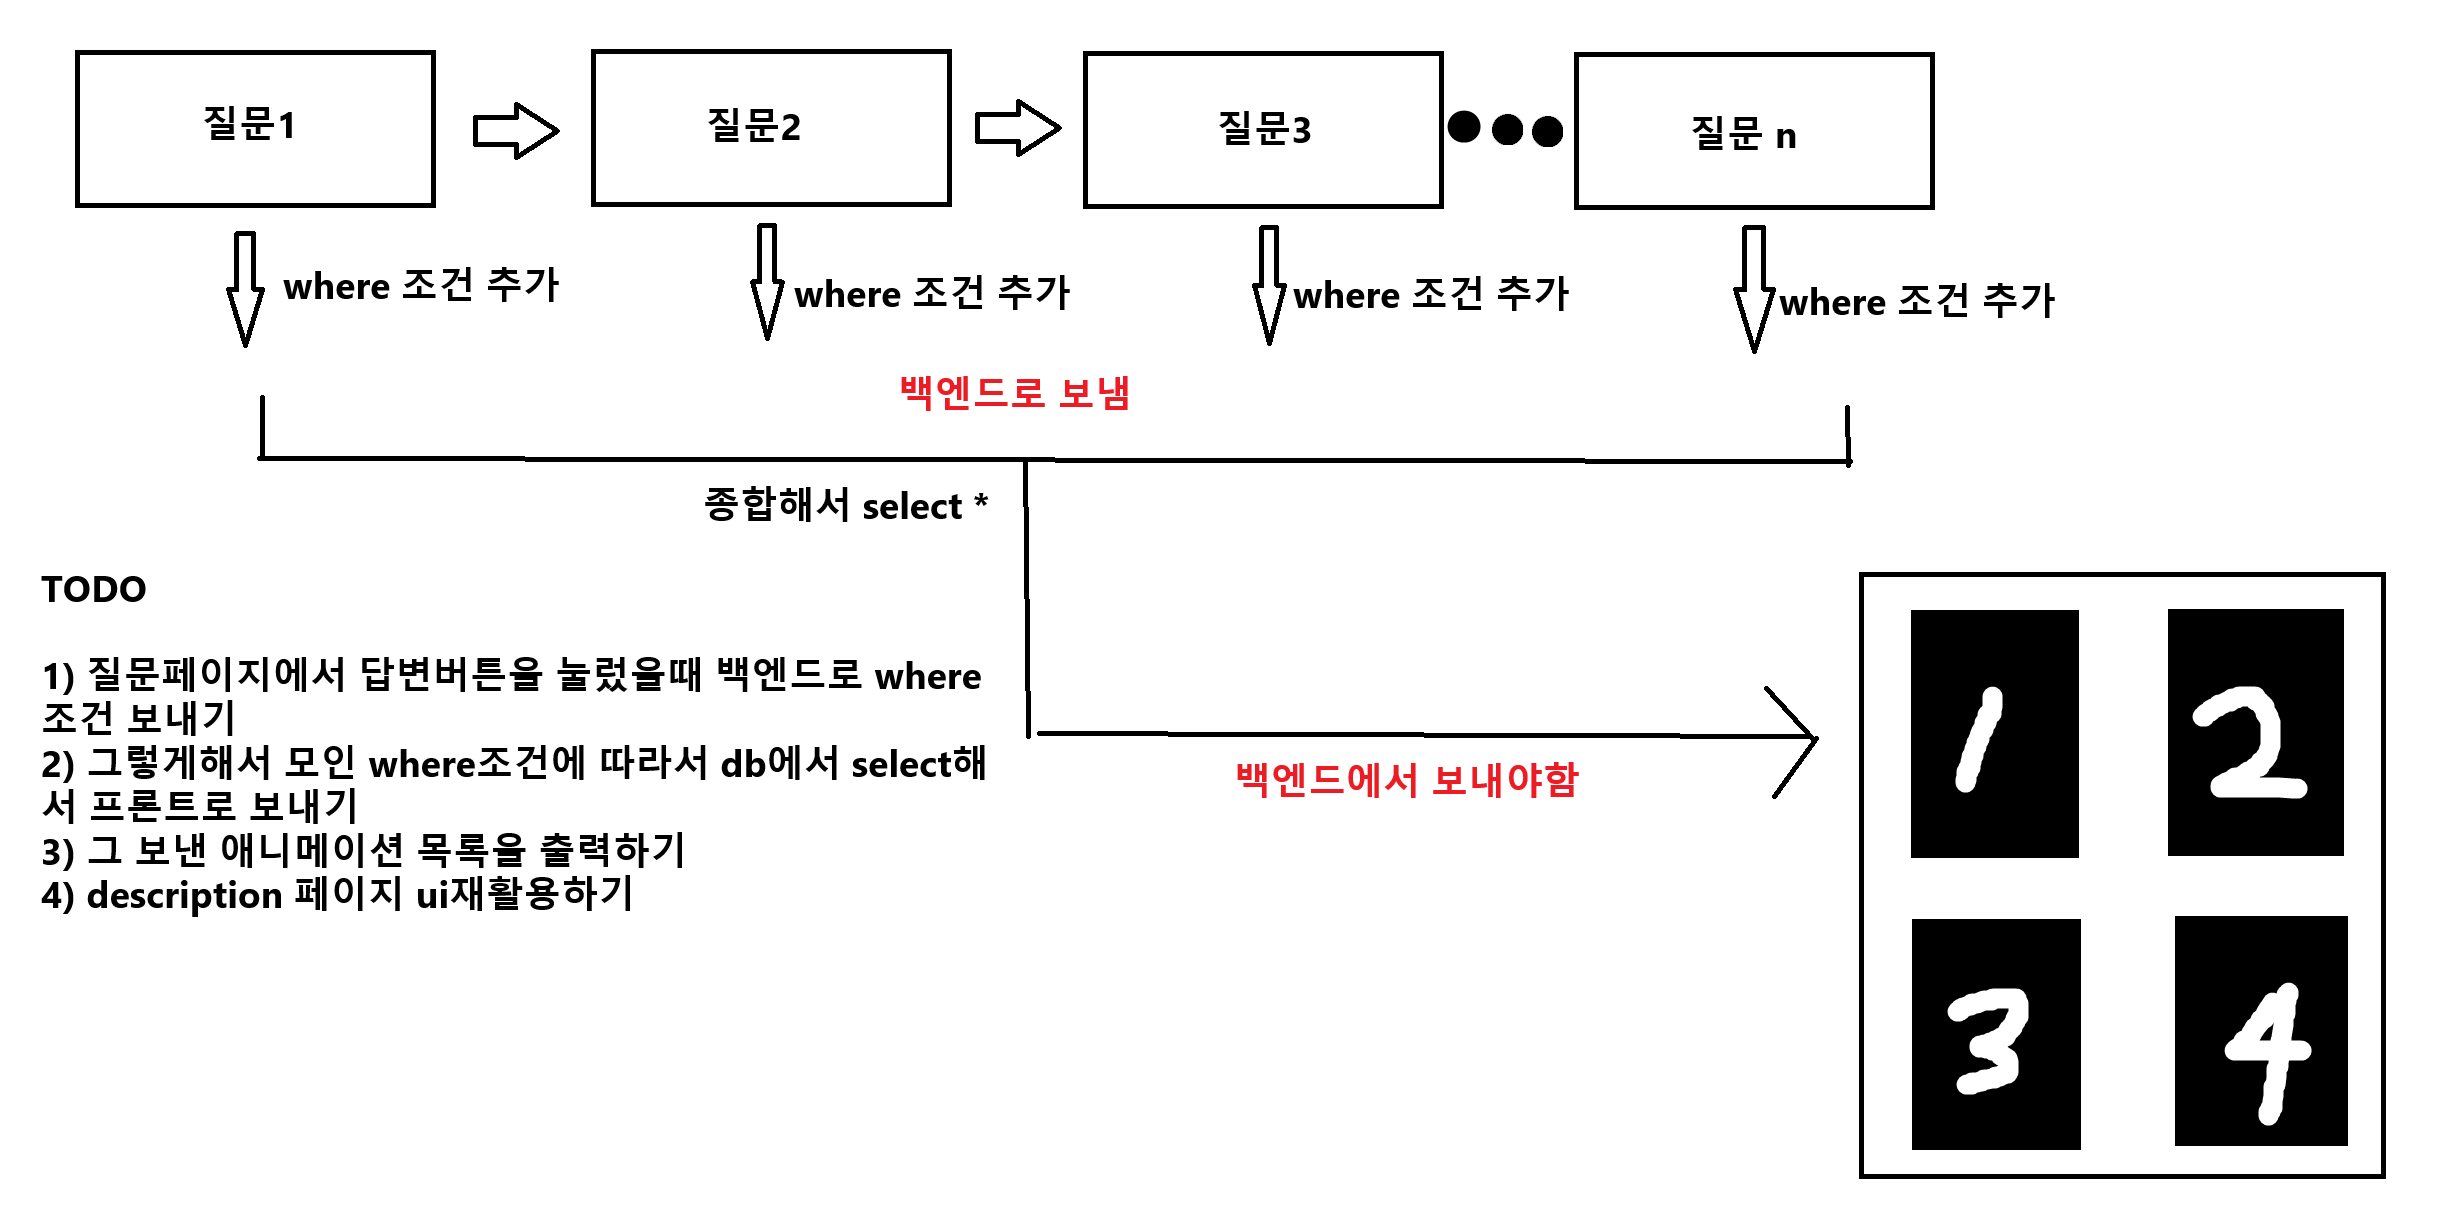 질문1
질문2
질문3
질문 n
where 조건 추가
where 조건 추가
where 조건 추가
where 조건 추가
백엔드로 보냄
종합해서 select *
TODO
1) 질문페이지에서 답변버튼을 눌렀을때 백엔드로 where
조건 보내기
2) 그렇게해서 모인 where조건에 따라서 db에서 select해
서 프론트로 보내기
3) 그 보낸 애니메이션 목록을 출력하기
4) description 페이지 ui재활용하기
백엔드에서 보내야함
1
2
3
4